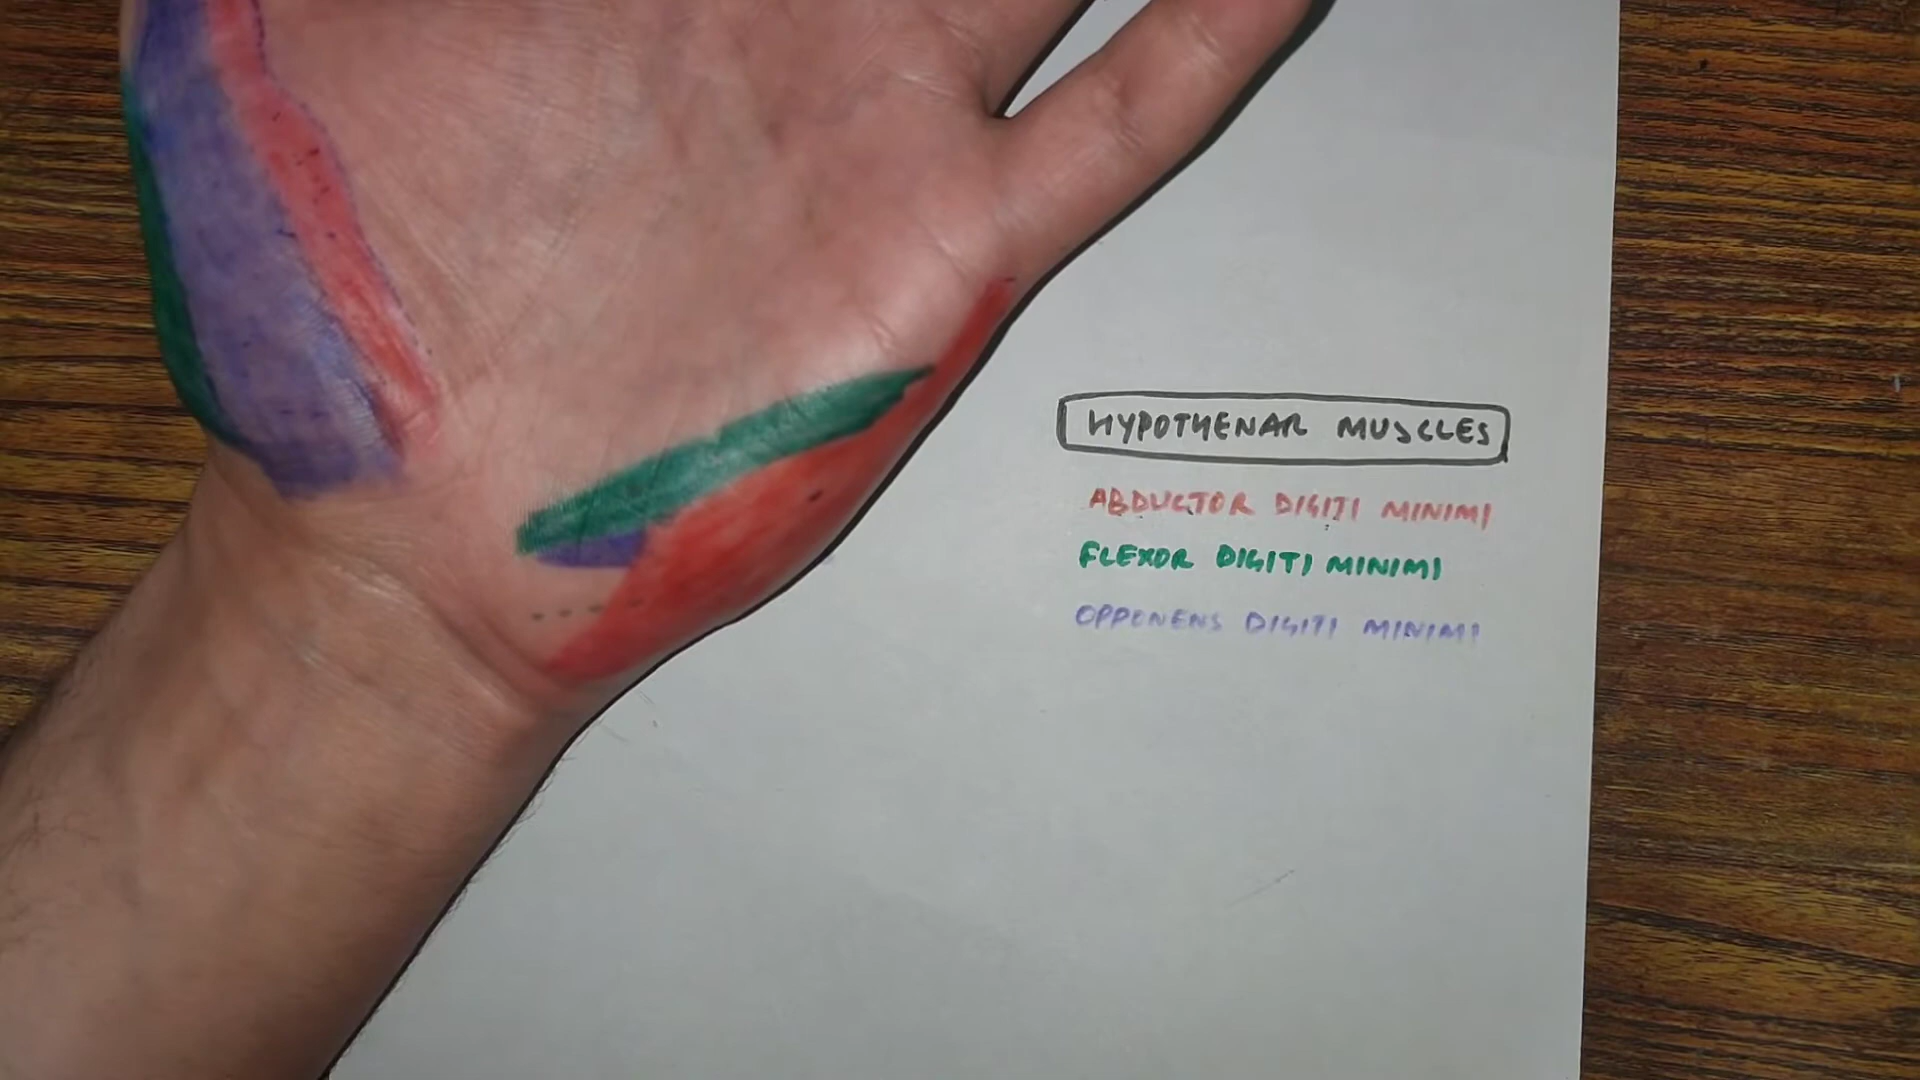 HYPOTHENAR MUSCLES
ABDUCTOR DIGITI MINIMI
FLEXOR DIGITI MINIMI
OPPONENS DIGITI MINIMI